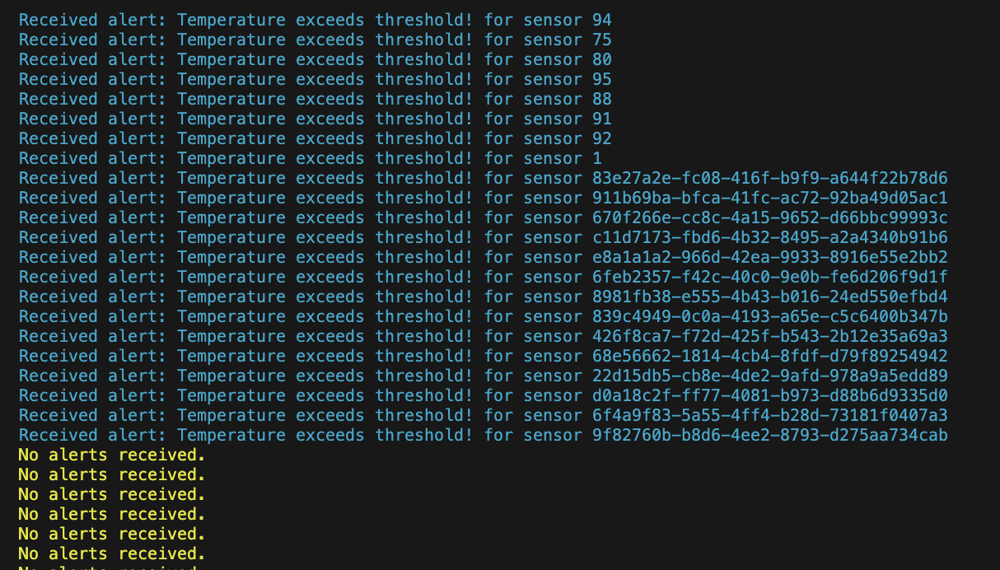 Received alert: Temperature exceeds threshold! for sensor 94
Received alert: Temperature exceeds threshold! for sensor 75
Received alert: Temperature exceeds threshold! for sensor 80
Received alert: Temperature exceeds threshold! for sensor 95
Received alert: Temperature exceeds threshold! for sensor 88
Received alert: Temperature exceeds threshold! for sensor 91
Received alert: Temperature exceeds threshold! for sensor 92
Received alert: Temperature exceeds threshold! for sensor 1
Received alert: Temperature exceeds threshold! for sensor 83e27a2e-fc08-416f-b9f9-a644f22b78d6
Received alert: Temperature exceeds threshold! for sensor 911b69ba-bfca-41fc-ac72-92ba49d05ac1
Received alert: Temperature exceeds threshold! for sensor 670f266e-cc8c-4a15-9652-d66bbc99993c
Received alert: Temperature exceeds threshold! for sensor c11d7173-fbd6-4b32-8495-a2a4340b91b6
Received alert: Temperature exceeds threshold! for sensor e8a1a1a2-966d-42ea-9933-8916e55e2bb2
Received alert: Temperature exceeds threshold! for sensor 6feb2357-f42c-40c0-9e0b-fe6d206f9d1f
Received alert: Temperature exceeds threshold! for sensor 8981fb38-e555-4b43-b016-24ed550efbd4
Received alert: Temperature exceeds threshold! for sensor 839c4949-0c0a-4193-a65e-c5c6400b347b
Received alert: Temperature exceeds threshold! for sensor 426f8ca7-f72d-425f-b543-2b12e35a69a3
Received alert: Temperature exceeds threshold! for sensor 68e56662-1814-4cb4-8fdf-d79f89254942
Received alert: Temperature exceeds threshold! for sensor 22d15db5-cb8e-4de2-9afd-978a9a5edd89
Received alert: Temperature exceeds threshold! for sensor d0a18c2f-ff77-4081-b973-d88b6d9335d0
Received alert: Temperature exceeds threshold! for sensor 6f4a9f83-5a55-4ff4-b28d-73181f0407a3
Received alert: Temperature exceeds threshold! for sensor 9f82760b-b8d6-4ee2-8793-d275aa734cab
No alerts received.
No alerts received.
No alerts received.
No alerts received.
No alerts received.
No alerts received.